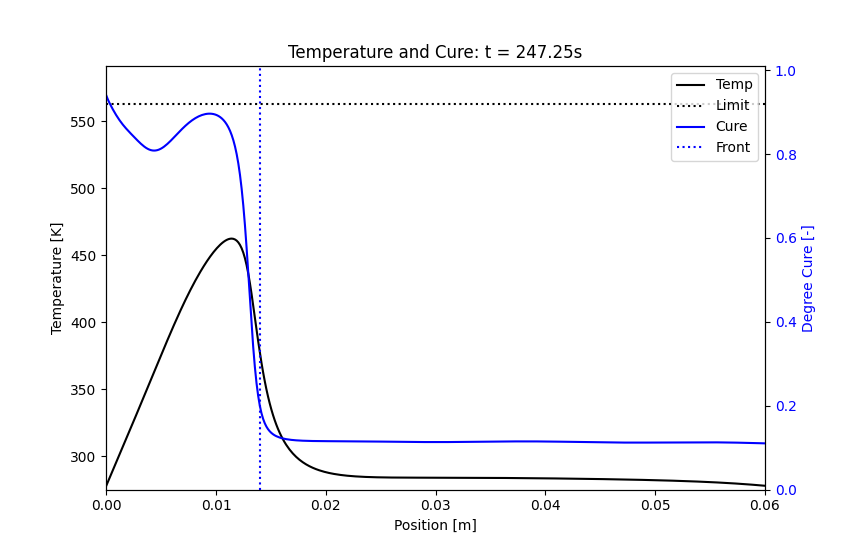 Temperature and Cure: t = 247.25s
Temp
Limit
Cure
Front
Temperature [K]
550
500
450
400
350
300
Degree Cure [-]
1.0
0.8
0.6
0.4
0.2
0.0
0.00 0.01 0.02 0.03 0.04 0.05 0.06
Position [m]